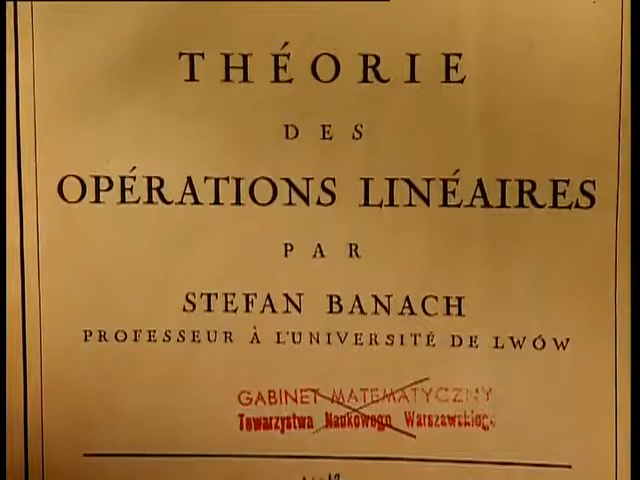 THÉORIE
DES
OPÉRATIONS LINÉAIRES
PAR
STEFAN BANACH
PROFESSEUR À L'UNIVERSITÉ DE LWÓW
GABINET MATEMATYCZNY
Towarzystwa Naukowego Warszawskiego